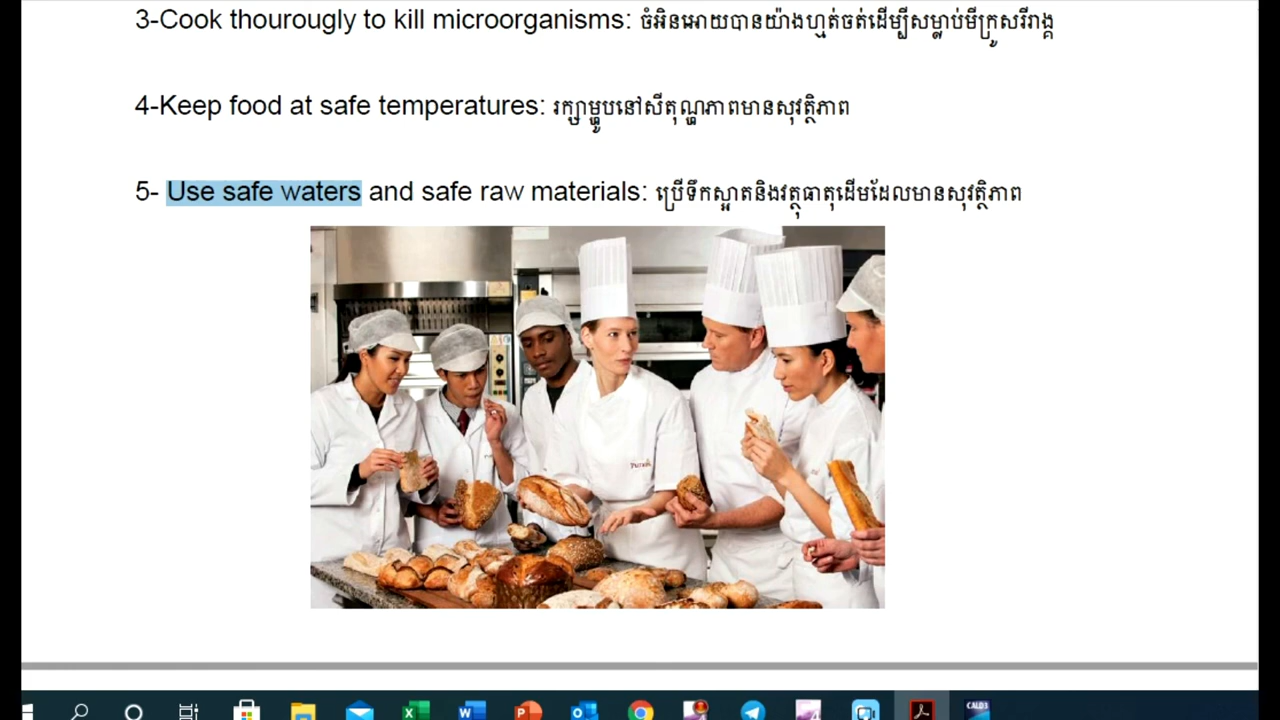 3-Cook thourougly to kill microorganisms: ចំអិនអោយបានយ៉ាងហ្មត់ចត់ដើម្បីសម្លាប់មីក្រូសរីរាង្គ
4-Keep food at safe temperatures: រក្សាម្ហូបនៅសីតុណ្ហភាពមានសុវត្ថិភាព
5- Use safe waters and safe raw materials: ប្រើទឹកស្អាតនិងវត្ថុធាតុដើមដែលមានសុវត្ថិភាព
CALD3